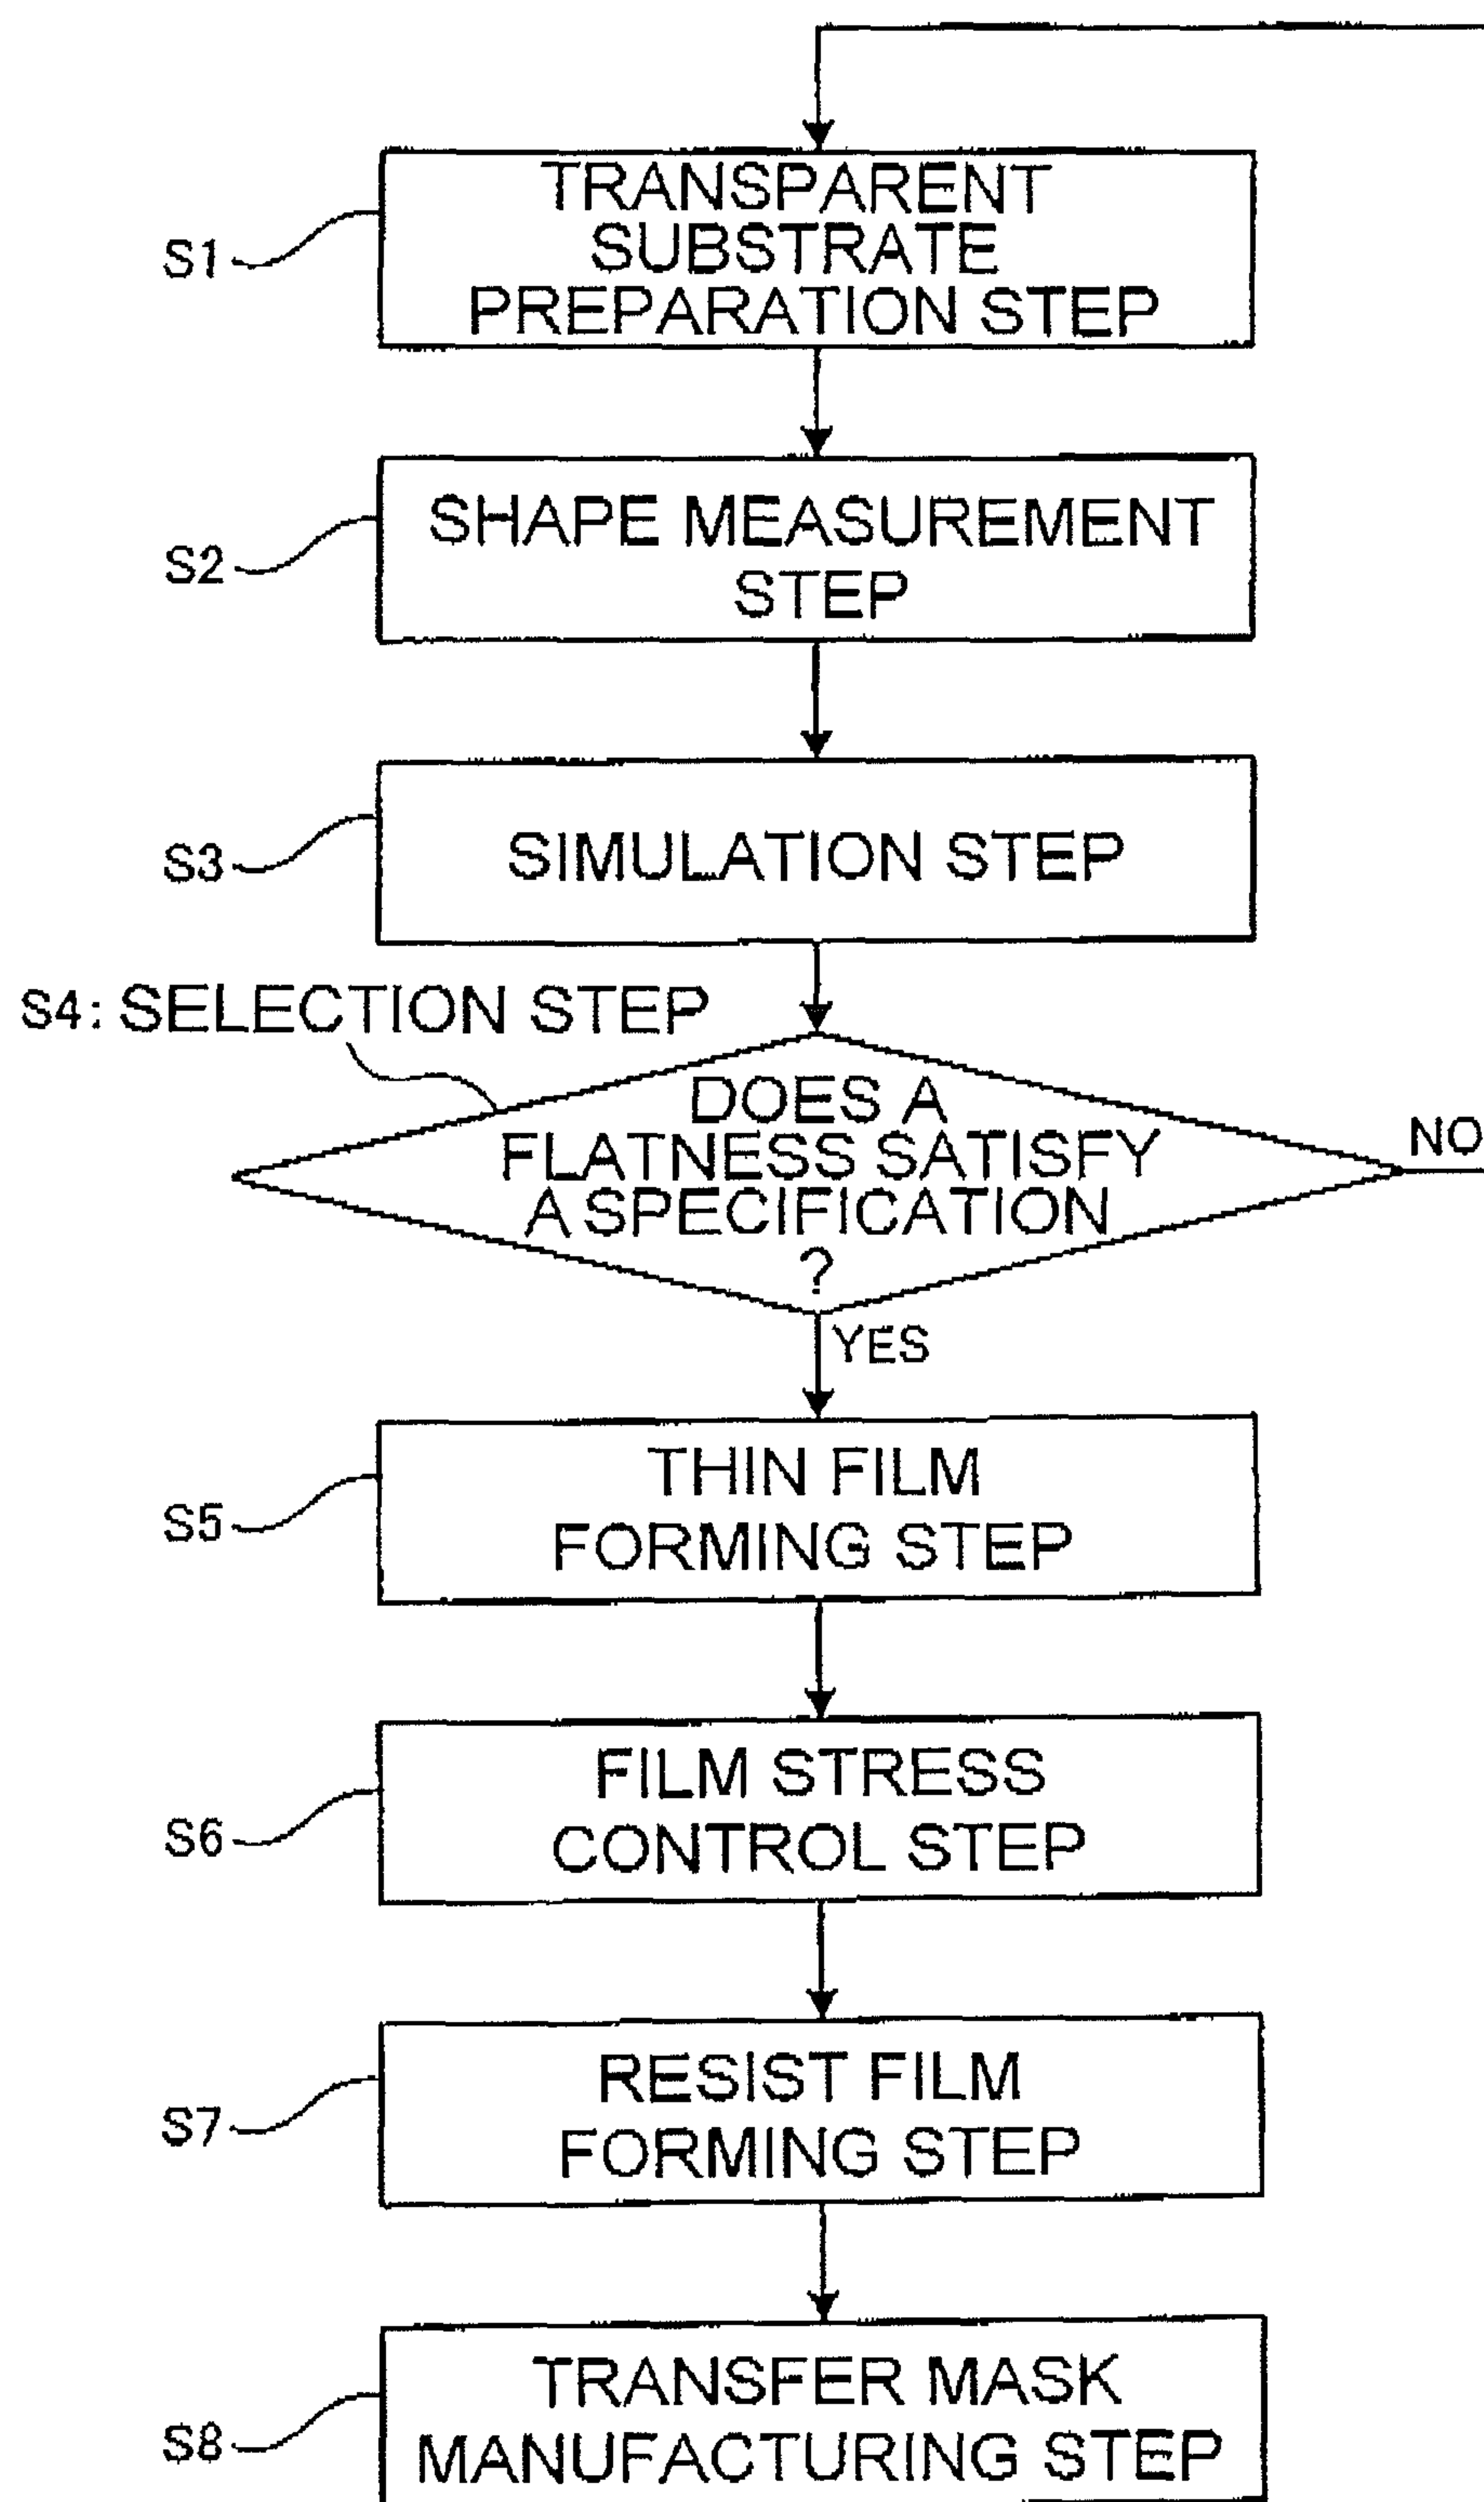 TRANSPARENT
SUBSTRATE
PREPARATION STEP
S1
SHAPE MEASUREMENT
STEP
S2
SIMULATION STEP
S3
S4: SELECTION STEP
DOES A
FLATNESS SATISFY
A SPECIFICATION
?
NO
YES
THIN FILM
FORMING STEP
S5
FILM STRESS
CONTROL STEP
S6
RESIST FILM
FORMING STEP
S7
TRANSFER MASK
MANUFACTURING STEP
S8